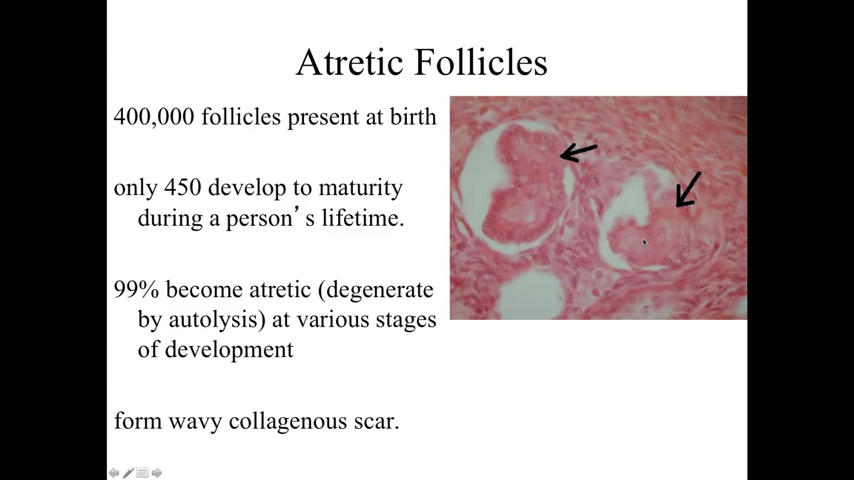 Atretic Follicles
400,000 follicles present at birth
only 450 develop to maturity
during a person’s lifetime.
99% become atretic (degenerate
by autolysis) at various stages
of development
form wavy collagenous scar.